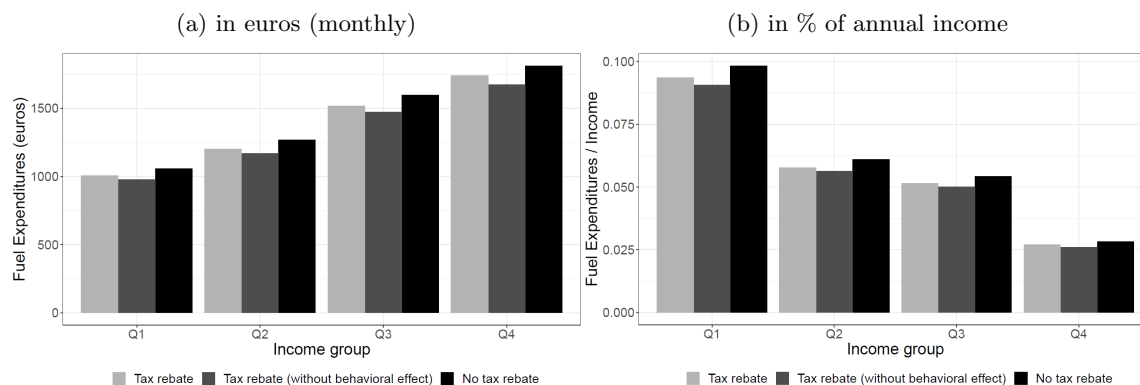 (a) in euros (monthly)
Fuel Expenditures (euros)
1500
1000
500
0
Q1 Q2 Q3 Q4
Income group
Tax rebate Tax rebate (without behavioral effect) No tax rebate
(b) in % of annual income
Fuel Expenditures / Income
0.100
0.075
0.050
0.025
0.000
Q1 Q2 Q3 Q4
Income group
Tax rebate Tax rebate (without behavioral effect) No tax rebate